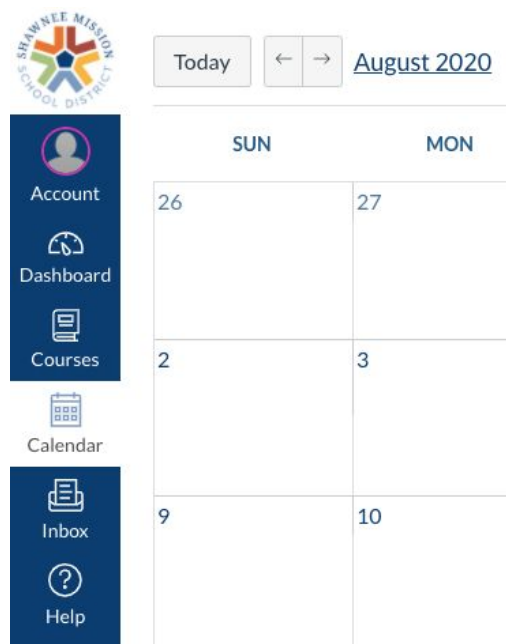 SHAWNEE MISSION
SCHOOL DISTRICT
Today ← → August 2020
SUN MON
Account
26 27
Dashboard
Courses
2 3
Calendar
Inbox
9 10
Help